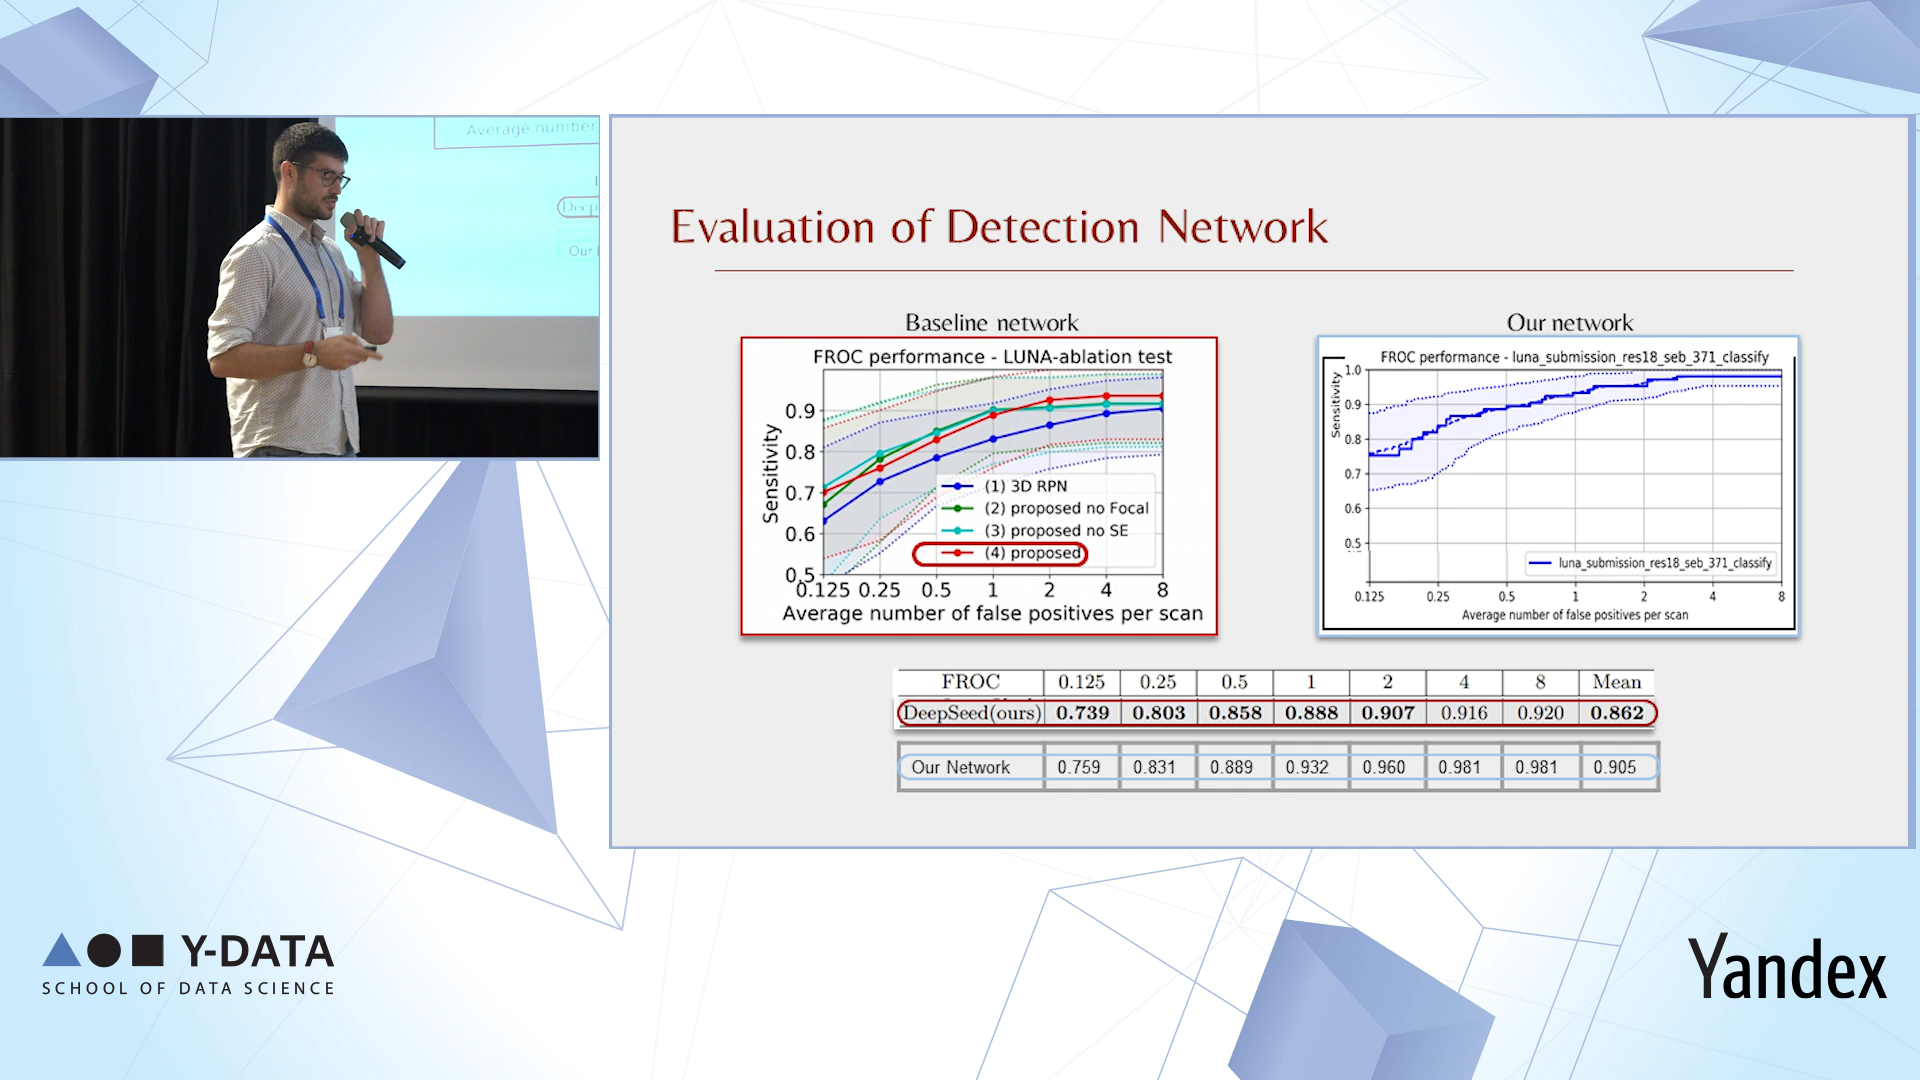 Average number
Deep
Our
Evaluation of Detection Network
Baseline network
FROC performance - LUNA-ablation test
Sensitivity
0.9
0.8
0.7
0.6
0.5
(1) 3D RPN
(2) proposed no Focal
(3) proposed no SE
(4) proposed
0.125 0.25 0.5 1 2 4 8
Average number of false positives per scan
Our network
FROC performance - luna_submission_res18_seb_371_classify
Sensitivity
1.0
0.9
0.8
0.7
0.6
0.5
luna_submission_res18_seb_371_classify
0.125 0.25 0.5 1 2 4 8
Average number of false positives per scan
FROC 0.125 0.25 0.5 1 2 4 8 Mean
DeepSeed(ours) 0.739 0.803 0.858 0.888 0.907 0.916 0.920 0.862
Our Network 0.759 0.831 0.889 0.932 0.960 0.981 0.981 0.905
Y-DATA
SCHOOL OF DATA SCIENCE
Yandex